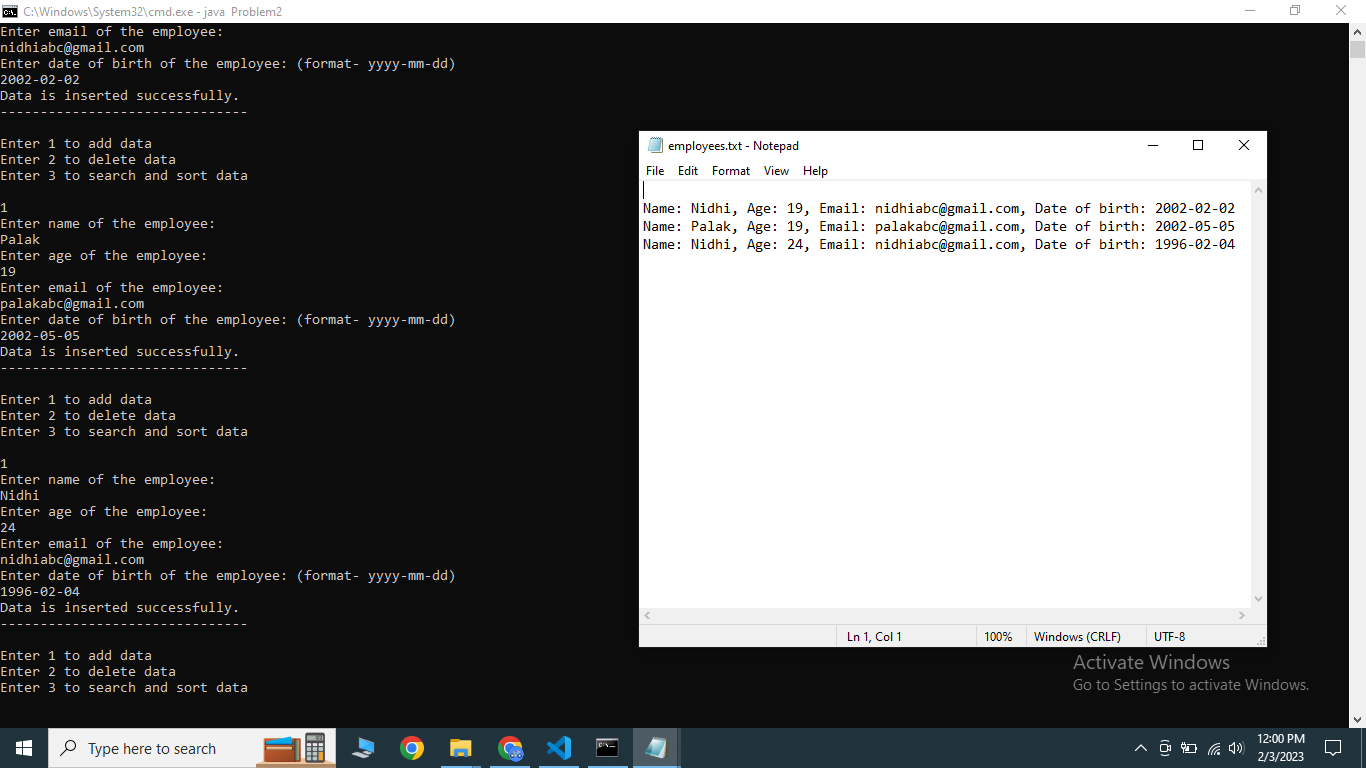 C:\Windows\System32\cmd.exe - java  Problem2
Enter email of the employee:
nidhiabc@gmail.com
Enter date of birth of the employee: (format- yyyy-mm-dd)
2002-02-02
Data is inserted successfully.
-------------------------------
Enter 1 to add data
Enter 2 to delete data
Enter 3 to search and sort data
1
Enter name of the employee:
Palak
Enter age of the employee:
19
Enter email of the employee:
palakabc@gmail.com
Enter date of birth of the employee: (format- yyyy-mm-dd)
2002-05-05
Data is inserted successfully.
-------------------------------
Enter 1 to add data
Enter 2 to delete data
Enter 3 to search and sort data
1
Enter name of the employee:
Nidhi
Enter age of the employee:
24
Enter email of the employee:
nidhiabc@gmail.com
Enter date of birth of the employee: (format- yyyy-mm-dd)
1996-02-04
Data is inserted successfully.
-------------------------------
Enter 1 to add data
Enter 2 to delete data
Enter 3 to search and sort data
employees.txt - Notepad
File Edit Format View Help
Name: Nidhi, Age: 19, Email: nidhiabc@gmail.com, Date of birth: 2002-02-02
Name: Palak, Age: 19, Email: palakabc@gmail.com, Date of birth: 2002-05-05
Name: Nidhi, Age: 24, Email: nidhiabc@gmail.com, Date of birth: 1996-02-04
Ln 1, Col 1 100% Windows (CRLF) UTF-8
Activate Windows
Go to Settings to activate Windows.
Type here to search
12:00 PM
2/3/2023